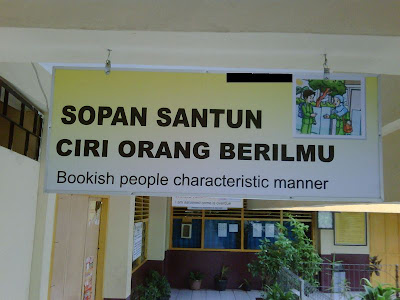 SOPAN SANTUN
CIRI ORANG BERILMU
Bookish people characteristic manner